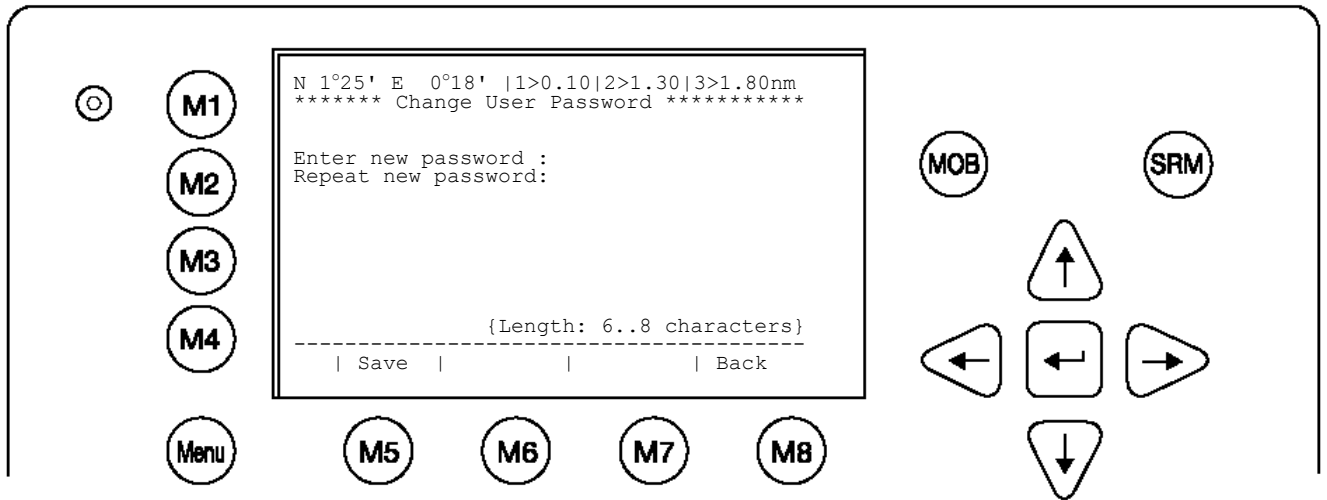 N 1°25' E  0°18' |1>0.10|2>1.30|3>1.80nm
******* Change User Password ***********
Enter new password :
Repeat new password:
{Length: 6..8 characters}
----------------------------------------
| Save |         |         | Back
M1
M2
M3
M4
Menu
M5
M6
M7
M8
MOB
SRM